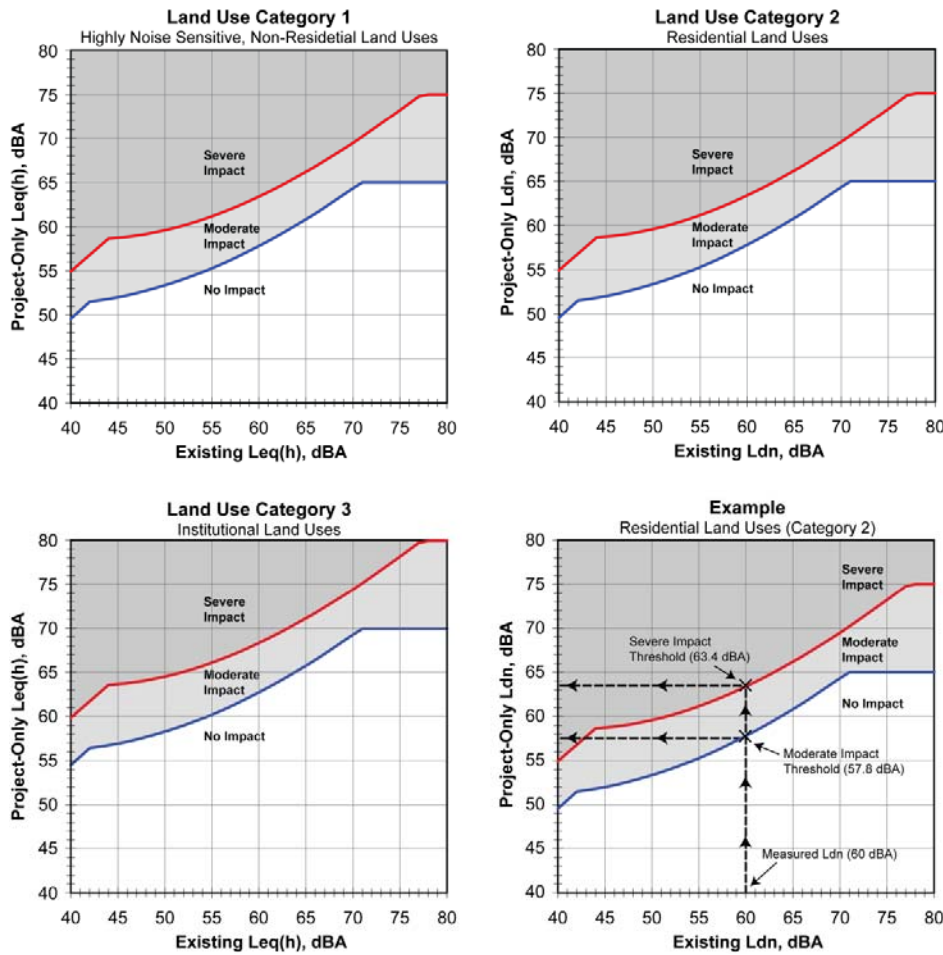 Land Use Category 1
Highly Noise Sensitive, Non-Residetial Land Uses
80
75
70
65
60
55
50
45
40
Project-Only Leq(h), dBA
Severe
Impact
Moderate
Impact
No Impact
40 45 50 55 60 65 70 75 80
Existing Leq(h), dBA
Land Use Category 2
Residential Land Uses
80
75
70
65
60
55
50
45
40
Project-Only Ldn, dBA
Severe
Impact
Moderate
Impact
No Impact
40 45 50 55 60 65 70 75 80
Existing Ldn, dBA
Land Use Category 3
Institutional Land Uses
80
75
70
65
60
55
50
45
40
Project-Only Leq(h), dBA
Severe
Impact
Moderate
Impact
No Impact
40 45 50 55 60 65 70 75 80
Existing Leq(h), dBA
Example
Residential Land Uses (Category 2)
80
75
70
65
60
55
50
45
40
Project-Only Ldn, dBA
Severe
Impact
Severe Impact
Threshold (63.4 dBA)
Moderate
Impact
No Impact
Moderate Impact
Threshold (57.8 dBA)
Measured Ldn (60 dBA)
40 45 50 55 60 65 70 75 80
Existing Ldn, dBA